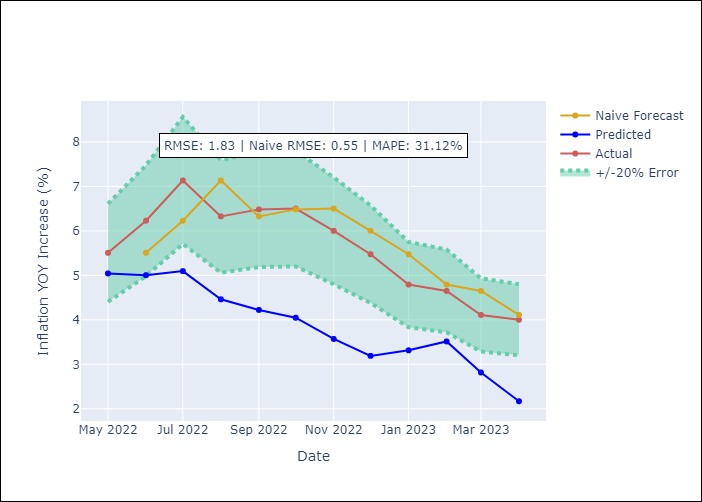 RMSE: 1.83 | Naive RMSE: 0.55 | MAPE: 31.12%
Naive Forecast
Predicted
Actual
+/-20% Error
Inflation YOY Increase (%)
8
7
6
5
4
3
2
May 2022
Jul 2022
Sep 2022
Nov 2022
Jan 2023
Mar 2023
Date